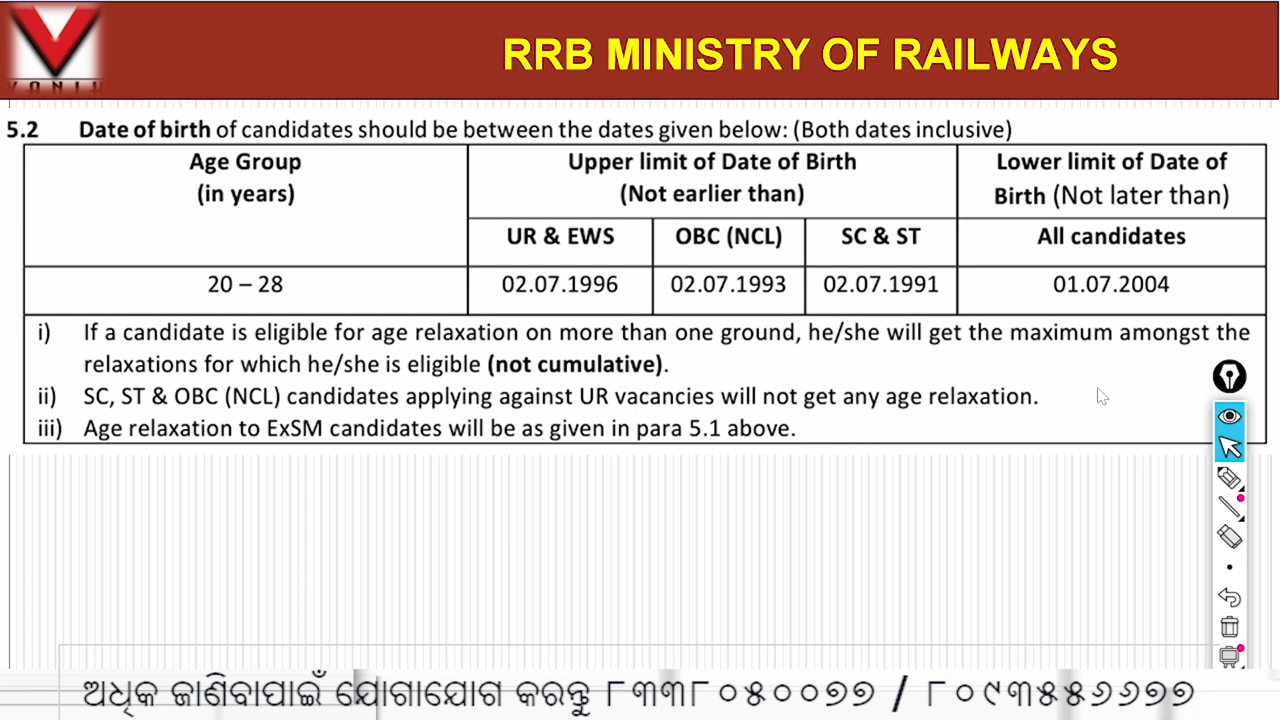 VANIK
RRB MINISTRY OF RAILWAYS
5.2 Date of birth of candidates should be between the dates given below: (Both dates inclusive)
Age Group (in years)
Upper limit of Date of Birth (Not earlier than)
Lower limit of Date of Birth (Not later than)
UR & EWS OBC (NCL) SC & ST All candidates
20 – 28 02.07.1996 02.07.1993 02.07.1991 01.07.2004
i) If a candidate is eligible for age relaxation on more than one ground, he/she will get the maximum amongst the
relaxations for which he/she is eligible (not cumulative).
ii) SC, ST & OBC (NCL) candidates applying against UR vacancies will not get any age relaxation.
iii) Age relaxation to ExSM candidates will be as given in para 5.1 above.
ଅଧିକ ଜାଣିବାପାଇଁ ଯୋଗାଯୋଗ କରନ୍ତୁ ୮୩୩୮୦୫୦୦୭୭ / ୮୦୯୩୫୫୬୬୭୭